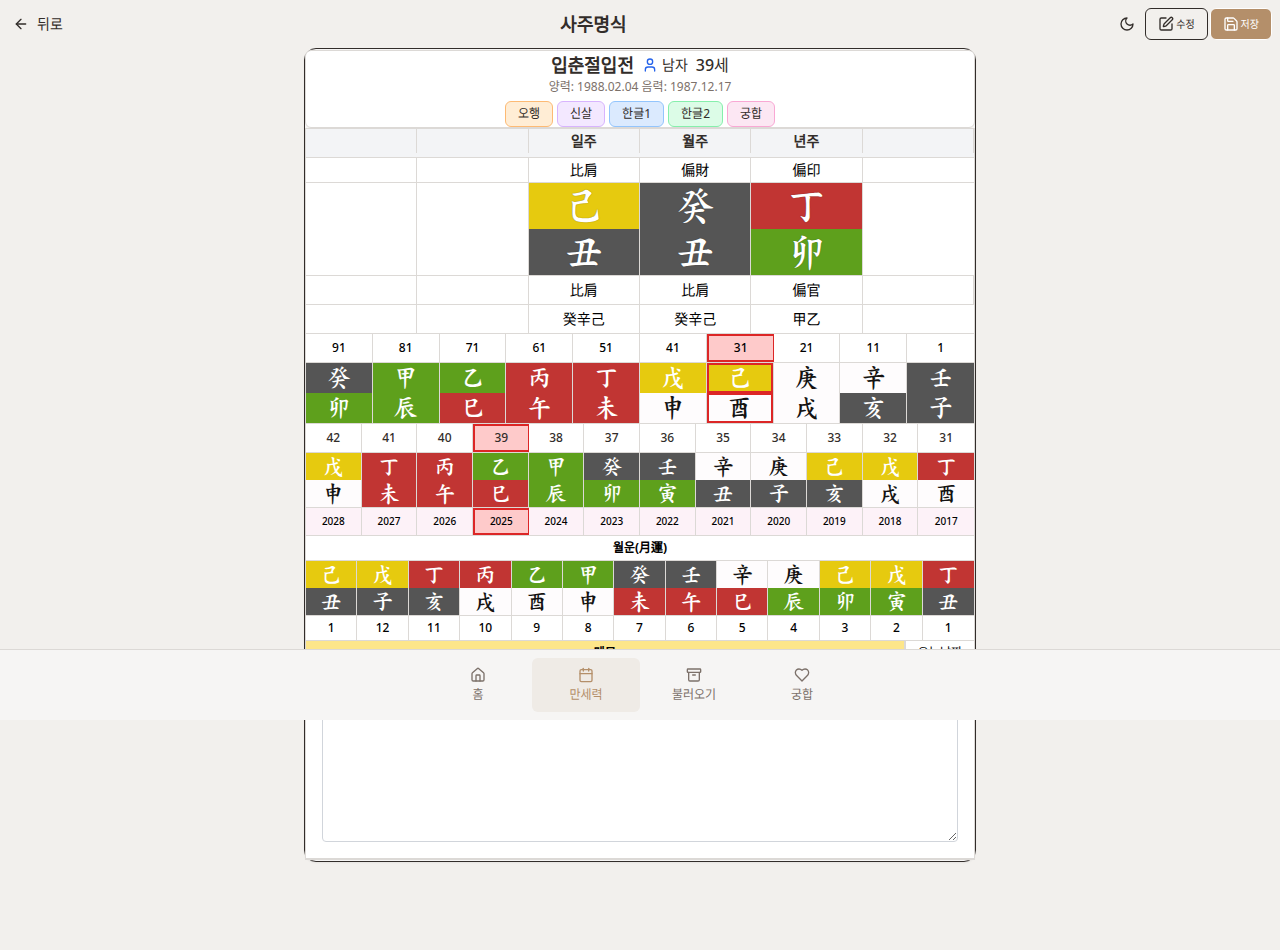 뒤로
사주명식
수정
저장
입춘절입전 남자 39세
양력: 1988.02.04 음력: 1987.12.17
오행 신살 한글1 한글2 궁합
일주 월주 년주
比肩 偏財 偏印
己 癸 丁
丑 丑 卯
比肩 比肩 偏官
癸辛己 癸辛己 甲乙
91 81 71 61 51 41 31 21 11 1
癸 甲 乙 丙 丁 戊 己 庚 辛 壬
卯 辰 巳 午 未 申 酉 戌 亥 子
42 41 40 39 38 37 36 35 34 33 32 31
戊 丁 丙 乙 甲 癸 壬 辛 庚 己 戊 丁
申 未 午 巳 辰 卯 寅 丑 子 亥 戌 酉
2028 2027 2026 2025 2024 2023 2022 2021 2020 2019 2018 2017
월운(月運)
己 戊 丁 丙 乙 甲 癸 壬 辛 庚 己 戊 丁
丑 子 亥 戌 酉 申 未 午 巳 辰 卯 寅 丑
1 12 11 10 9 8 7 6 5 4 3 2 1
홈
만세력
불러오기
궁합